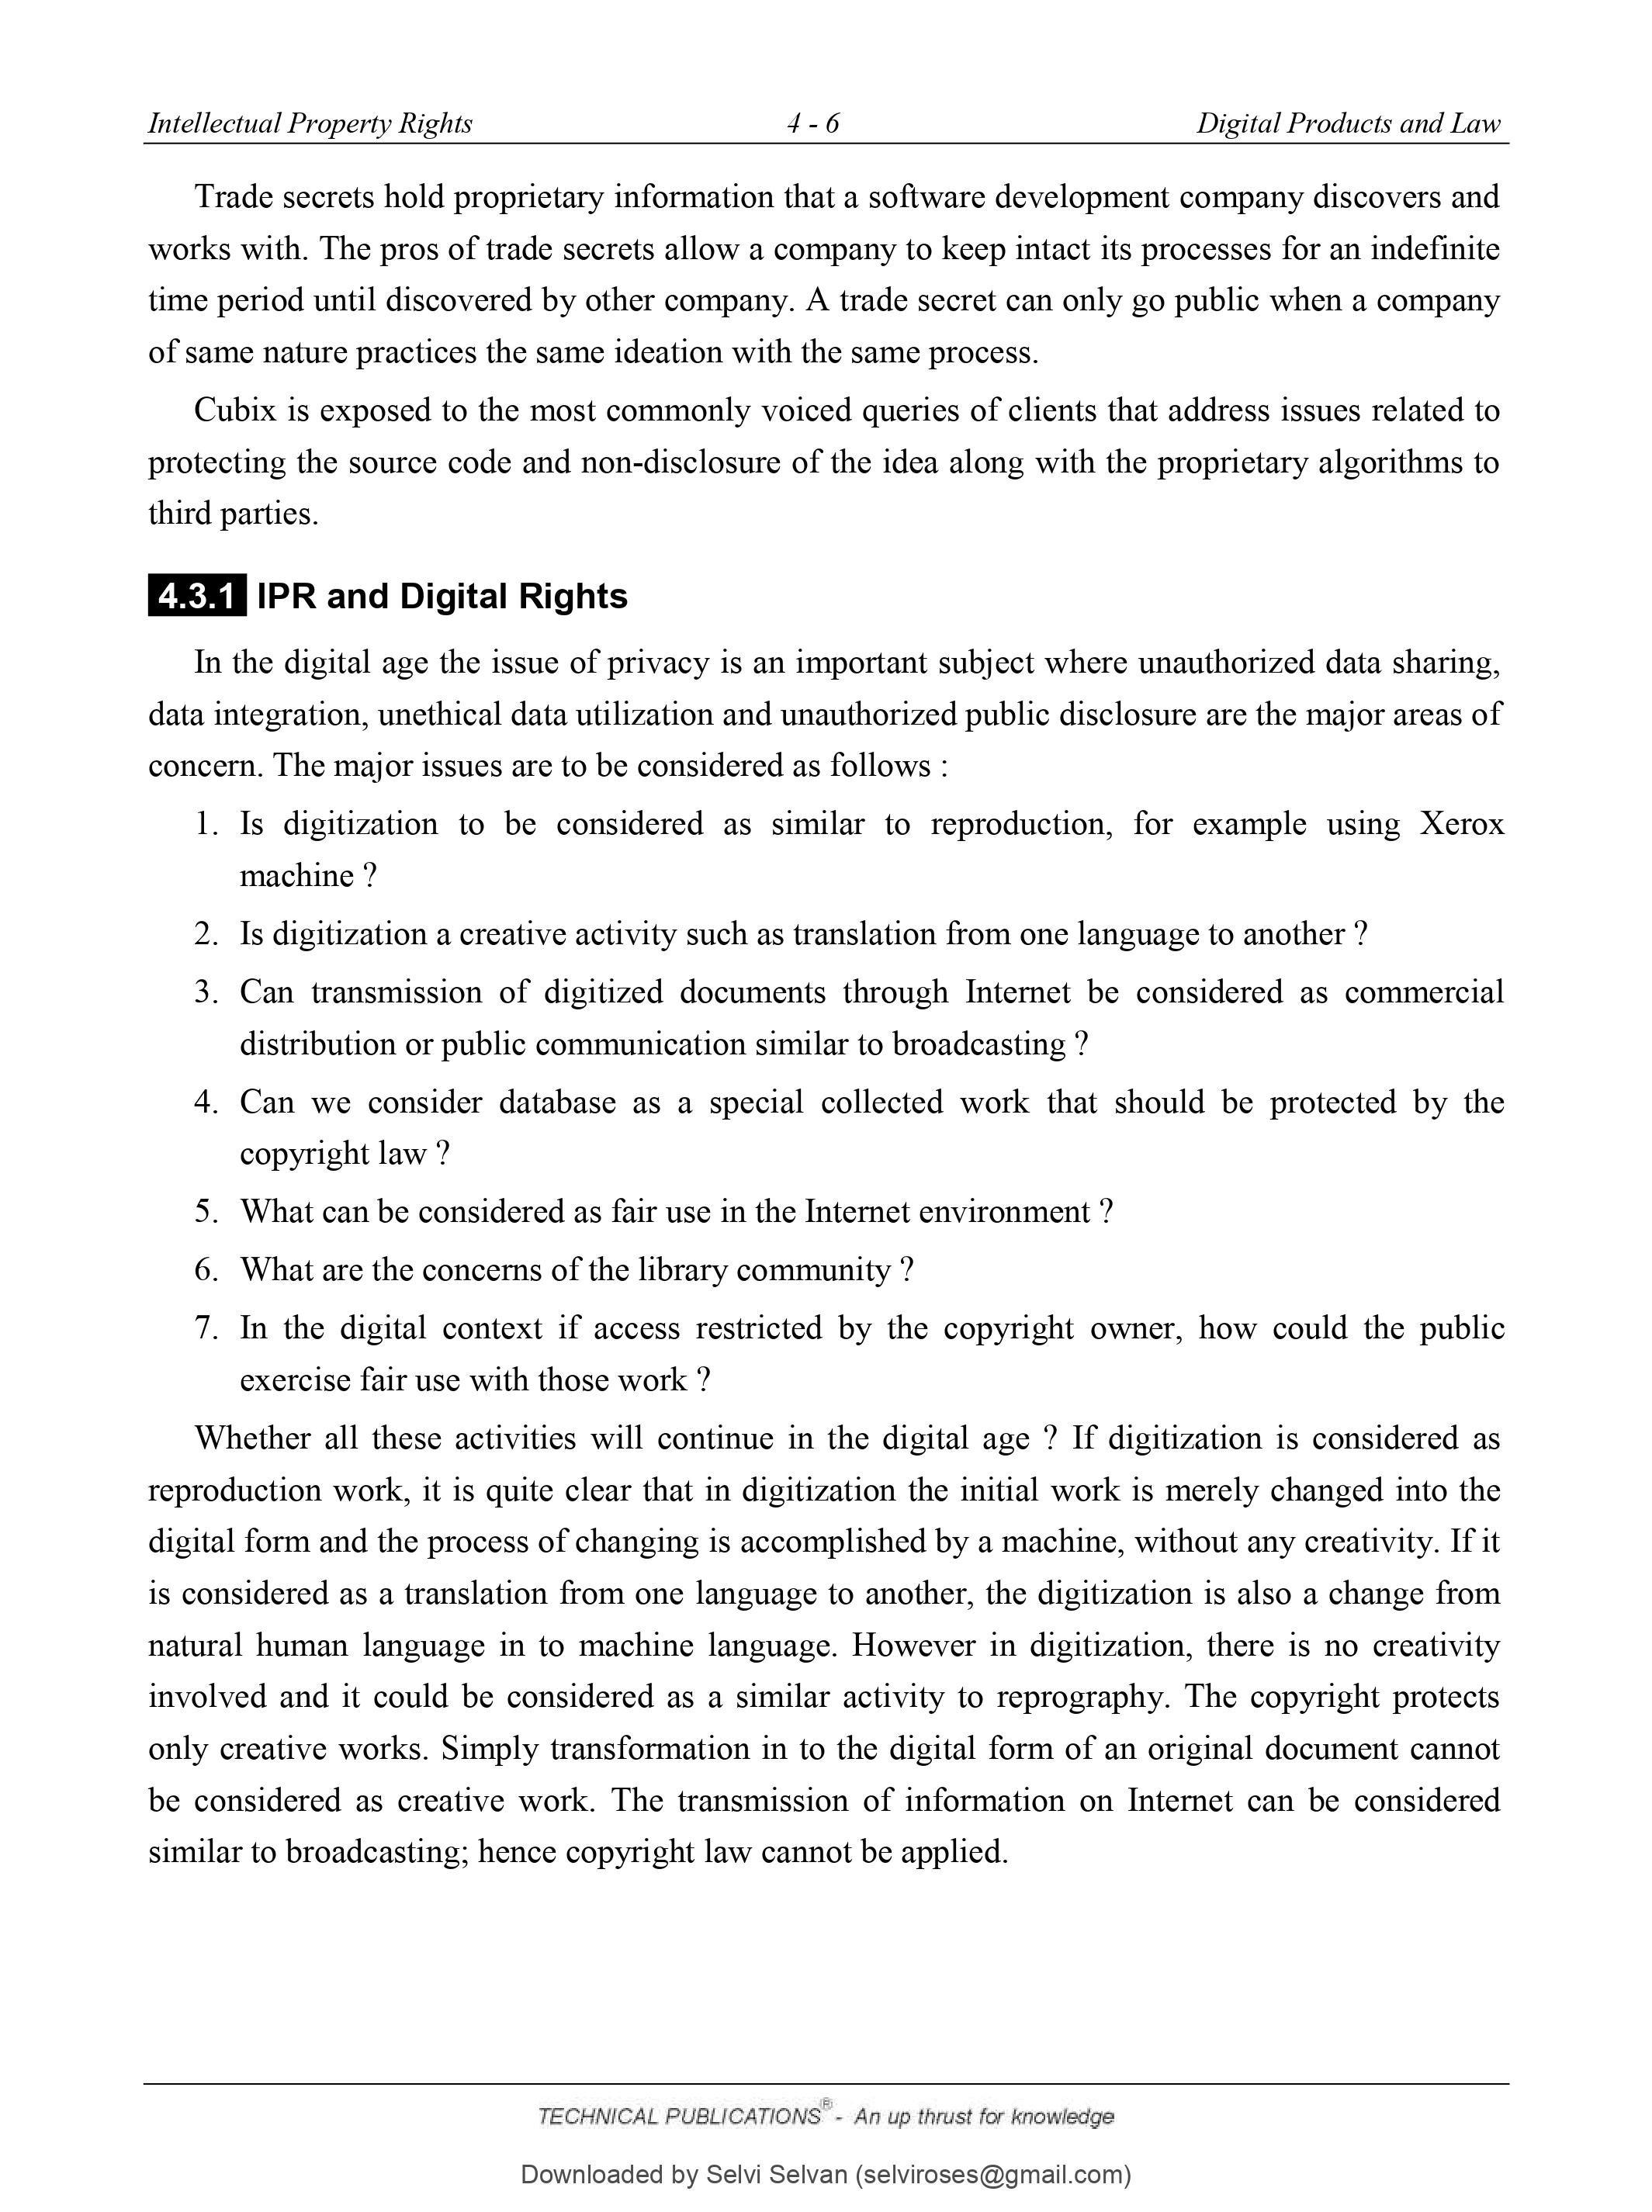 Intellectual Property Rights 4 - 6 Digital Products and Law
Trade secrets hold proprietary information that a software development company discovers and
works with. The pros of trade secrets allow a company to keep intact its processes for an indefinite
time period until discovered by other company. A trade secret can only go public when a company
of same nature practices the same ideation with the same process.
Cubix is exposed to the most commonly voiced queries of clients that address issues related to
protecting the source code and non-disclosure of the idea along with the proprietary algorithms to
third parties.
4.3.1 IPR and Digital Rights
In the digital age the issue of privacy is an important subject where unauthorized data sharing,
data integration, unethical data utilization and unauthorized public disclosure are the major areas of
concern. The major issues are to be considered as follows :
1. Is digitization to be considered as similar to reproduction, for example using Xerox
machine ?
2. Is digitization a creative activity such as translation from one language to another ?
3. Can transmission of digitized documents through Internet be considered as commercial
distribution or public communication similar to broadcasting ?
4. Can we consider database as a special collected work that should be protected by the
copyright law ?
5. What can be considered as fair use in the Internet environment ?
6. What are the concerns of the library community ?
7. In the digital context if access restricted by the copyright owner, how could the public
exercise fair use with those work ?
Whether all these activities will continue in the digital age ? If digitization is considered as
reproduction work, it is quite clear that in digitization the initial work is merely changed into the
digital form and the process of changing is accomplished by a machine, without any creativity. If it
is considered as a translation from one language to another, the digitization is also a change from
natural human language in to machine language. However in digitization, there is no creativity
involved and it could be considered as a similar activity to reprography. The copyright protects
only creative works. Simply transformation in to the digital form of an original document cannot
be considered as creative work. The transmission of information on Internet can be considered
similar to broadcasting; hence copyright law cannot be applied.
TECHNICAL PUBLICATIONS® - An up thrust for knowledge
Downloaded by Selvi Selvan (selviroses@gmail.com)